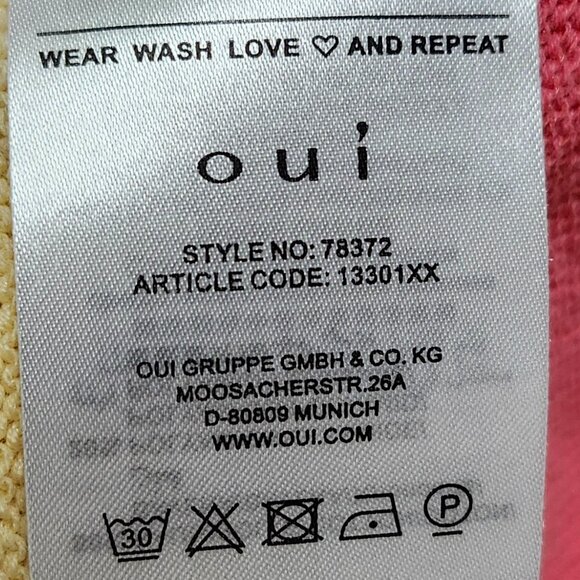 WEAR WASH LOVE ♡ AND REPEAT
oui
STYLE NO: 78372
ARTICLE CODE: 13301XX
OUI GRUPPE GMBH & CO. KG
MOOSACHERSTR.26A
D-80809 MUNICH
WWW.OUI.COM
30 P